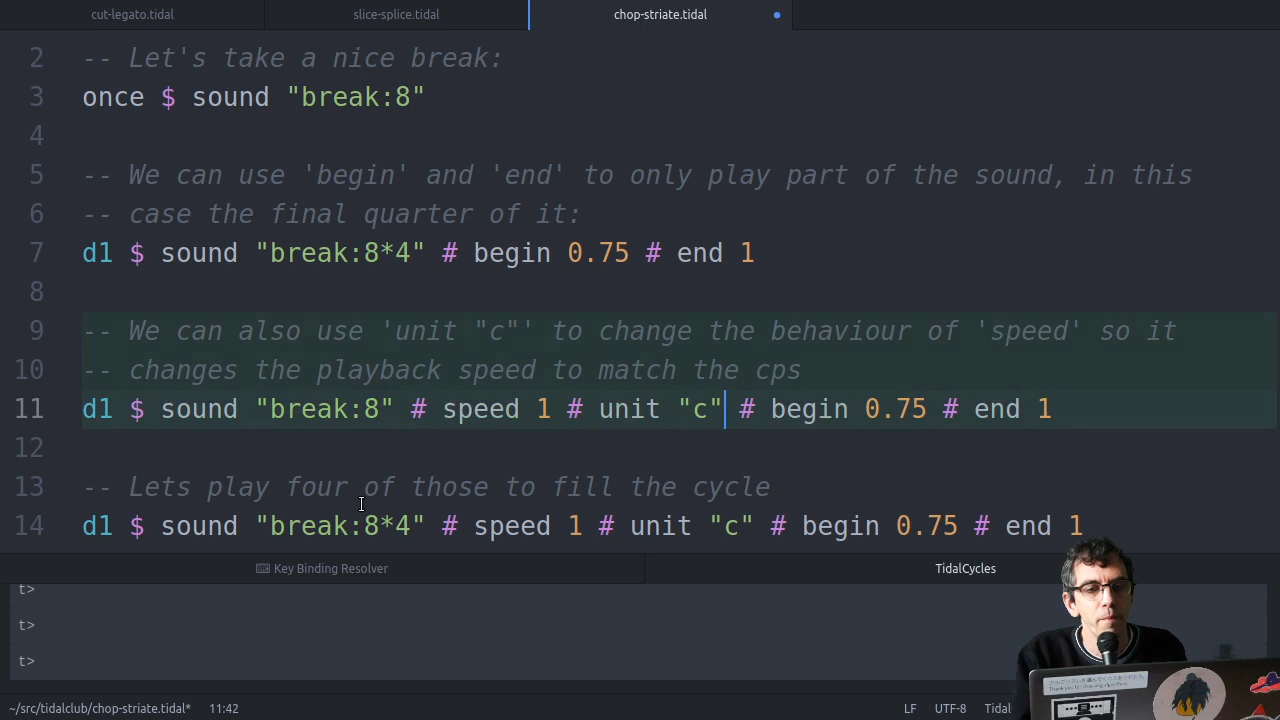 cut-legato.tidal
slice-splice.tidal
chop-striate.tidal
2 -- Let's take a nice break:
3 once $ sound "break:8"
4
5 -- We can use 'begin' and 'end' to only play part of the sound, in this
6 -- case the final quarter of it:
7 d1 $ sound "break:8*4" # begin 0.75 # end 1
8
9 -- We can also use 'unit "c"' to change the behaviour of 'speed' so it
10 -- changes the playback speed to match the cps
11 d1 $ sound "break:8" # speed 1 # unit "c" # begin 0.75 # end 1
12
13 -- Lets play four of those to fill the cycle
14 d1 $ sound "break:8*4" # speed 1 # unit "c" # begin 0.75 # end 1
Key Binding Resolver
TidalCycles
t>
t>
t>
~/src/tidalclub/chop-striate.tidal* 11:42
LF UTF-8 Tidal
Thank you for choosing algorithms.